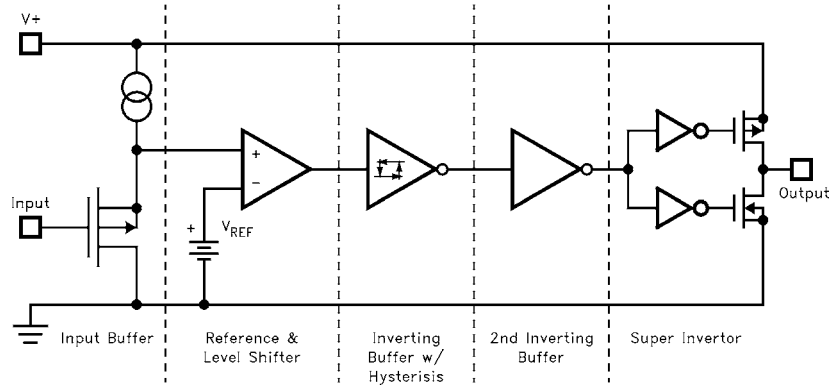 V+
+
−
Input
+
VREF
Output
Input Buffer
Reference &
Level Shifter
Inverting
Buffer w/
Hysterisis
2nd Inverting
Buffer
Super Invertor